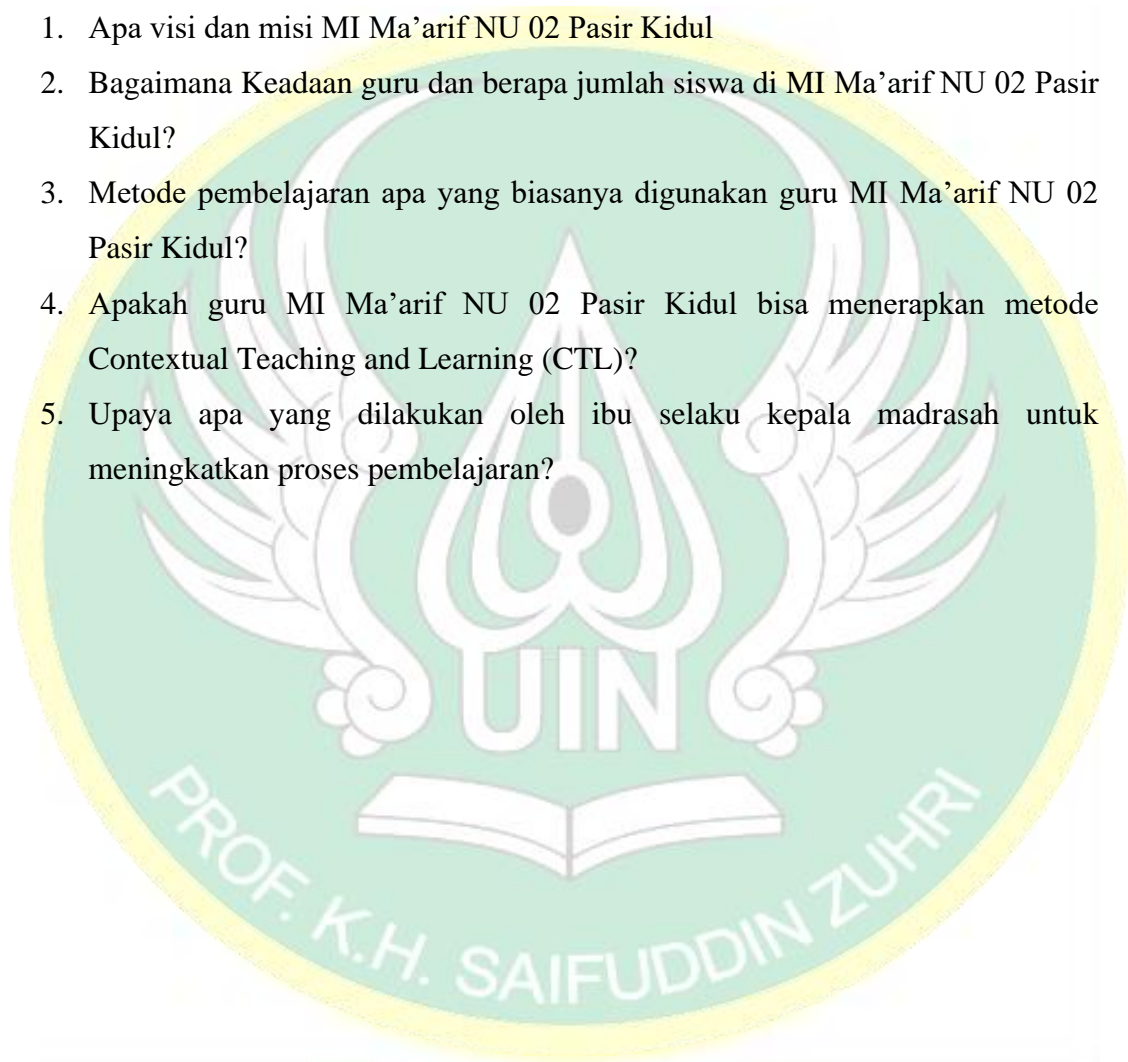 1. Apa visi dan misi MI Ma’arif NU 02 Pasir Kidul
2. Bagaimana Keadaan guru dan berapa jumlah siswa di MI Ma’arif NU 02 Pasir
Kidul?
3. Metode pembelajaran apa yang biasanya digunakan guru MI Ma’arif NU 02
Pasir Kidul?
4. Apakah guru MI Ma’arif NU 02 Pasir Kidul bisa menerapkan metode
Contextual Teaching and Learning (CTL)?
5. Upaya apa yang dilakukan oleh ibu selaku kepala madrasah untuk
meningkatkan proses pembelajaran?
UIN
PROF. K.H. SAIFUDDIN ZUHRI